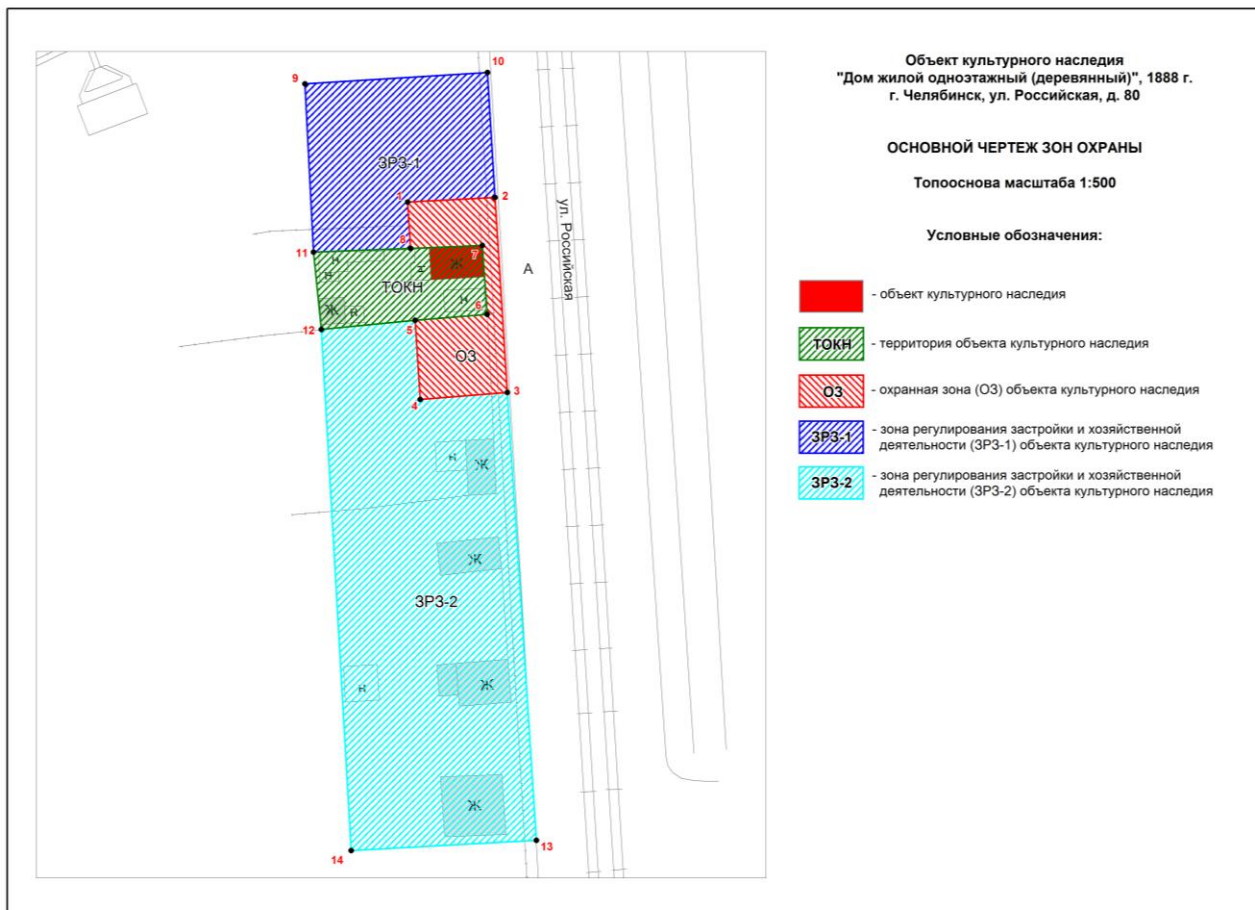 Объект культурного наследия
"Дом жилой одноэтажный (деревянный)", 1888 г.
г. Челябинск, ул. Российская, д. 80
ОСНОВНОЙ ЧЕРТЕЖ ЗОН ОХРАНЫ
Топооснова масштаба 1:500
Условные обозначения:
- объект культурного наследия
ТОКН - территория объекта культурного наследия
ОЗ - охранная зона (ОЗ) объекта культурного наследия
ЗРЗ-1 - зона регулирования застройки и хозяйственной
деятельности (ЗРЗ-1) объекта культурного наследия
ЗРЗ-2 - зона регулирования застройки и хозяйственной
деятельности (ЗРЗ-2) объекта культурного наследия
10
9
ЗРЗ-1
1
2
ул. Российская
8
7
11
Н
Н
Ж
А
ТОКН
Н
Ж
Н
6
12
5
ОЗ
3
4
Н
Ж
Ж
ЗРЗ-2
Н
Ж
Ж
13
14